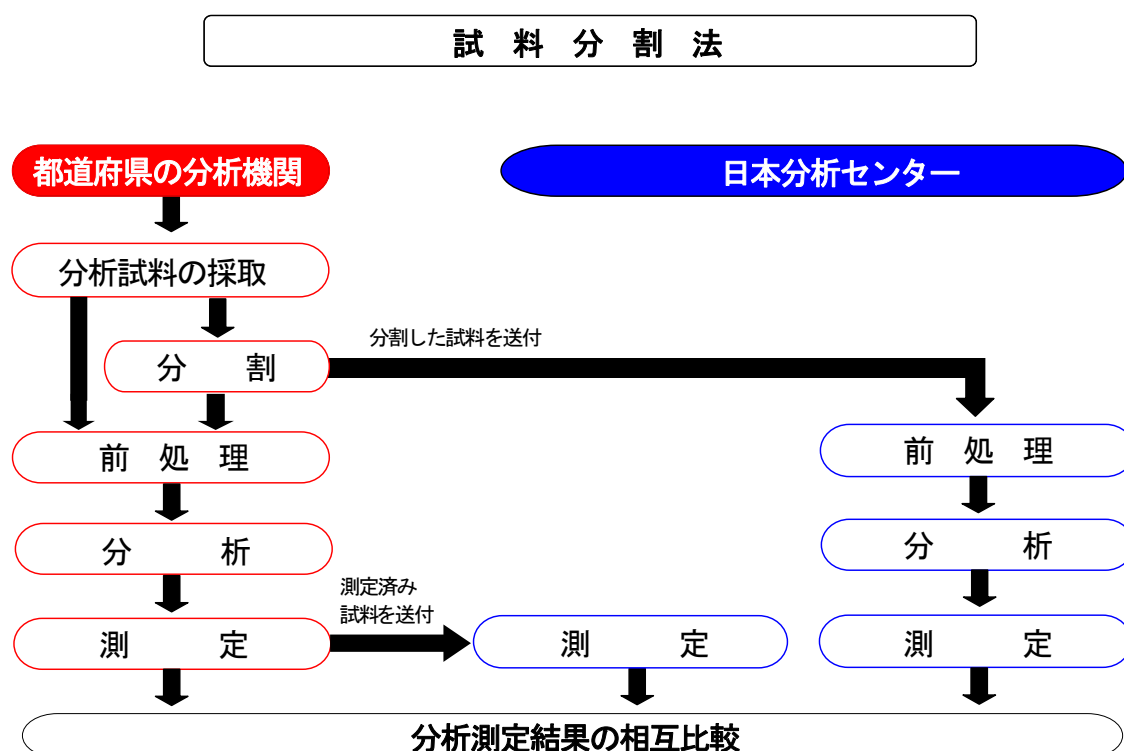 試 料 分 割 法
都道府県の分析機関
日本分析センター
分析試料の採取
分割した試料を送付
分 割
前 処 理
前 処 理
分 析
分 析
測定済み
試料を送付
測 定
測 定
測 定
分析測定結果の相互比較